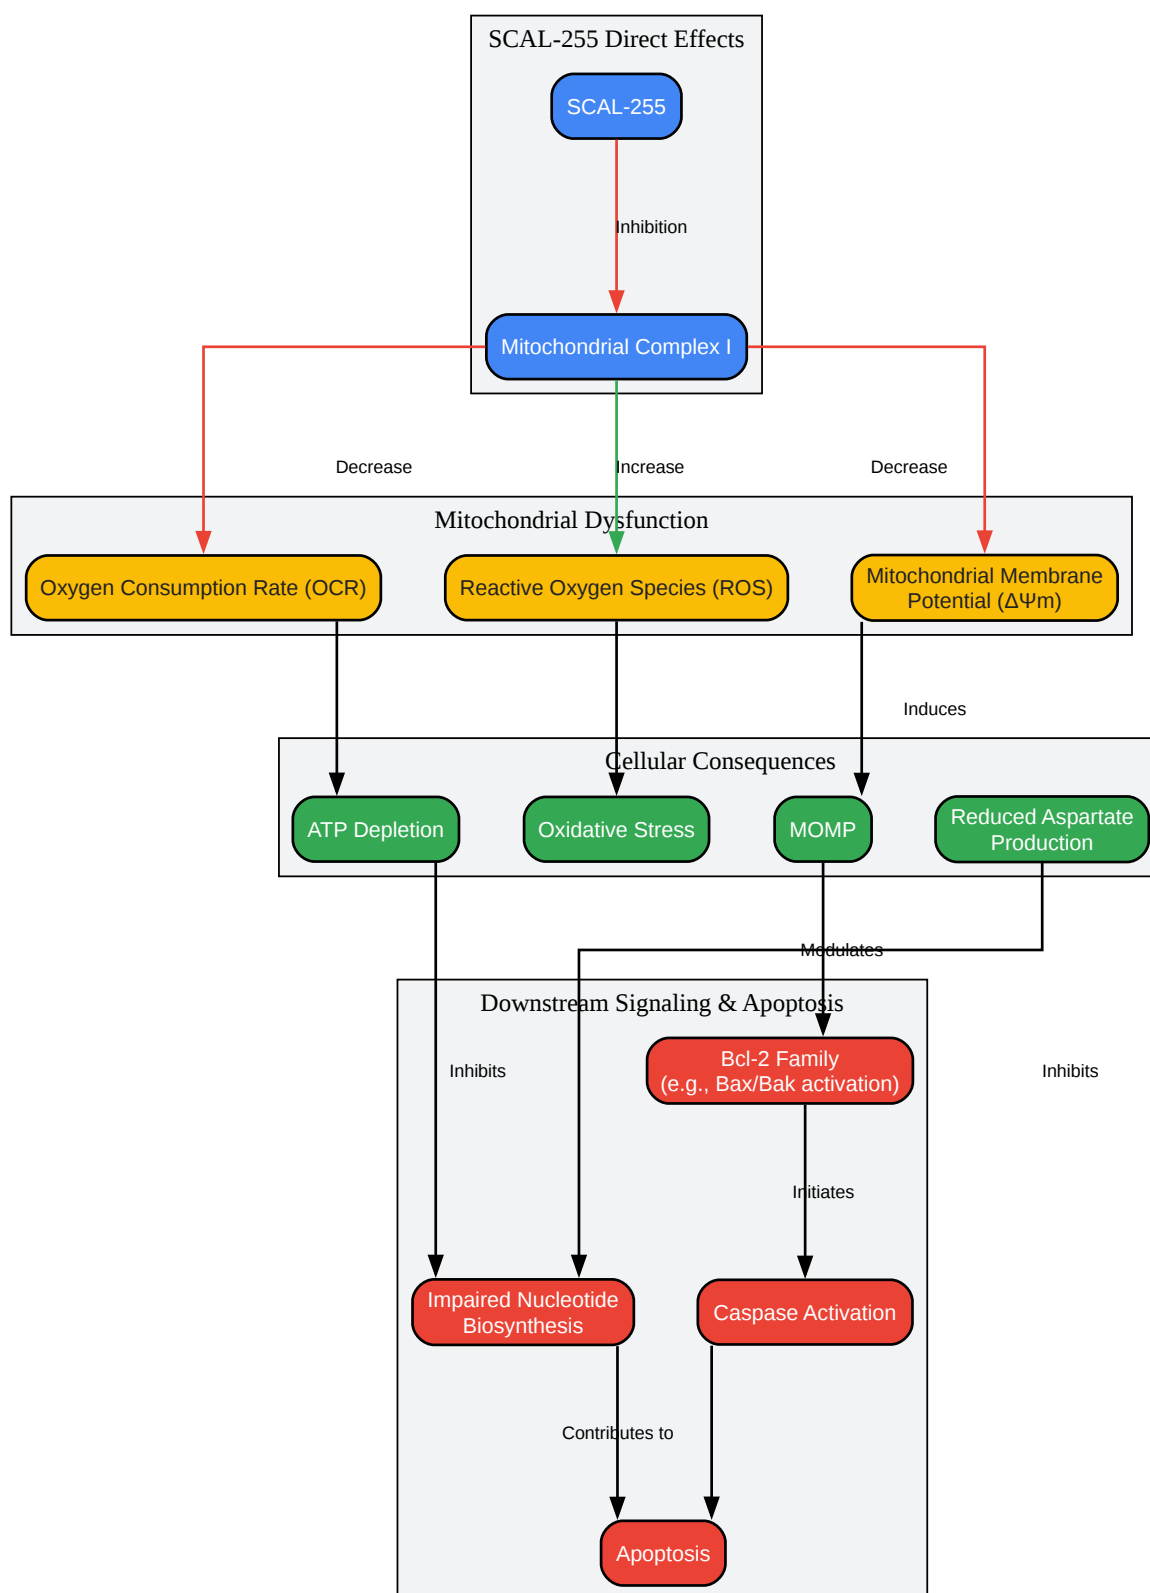 SCAL-255 Direct Effects
SCAL-255
Inhibition
Mitochondrial Complex I
Decrease
Increase
Decrease
Mitochondrial Dysfunction
Oxygen Consumption Rate (OCR)
Reactive Oxygen Species (ROS)
Mitochondrial Membrane
Potential (ΔΨm)
Induces
Cellular Consequences
ATP Depletion
Oxidative Stress
MOMP
Reduced Aspartate
Production
Modulates
Downstream Signaling & Apoptosis
Bcl-2 Family
(e.g., Bax/Bak activation)
Inhibits
Inhibits
Initiates
Impaired Nucleotide
Biosynthesis
Caspase Activation
Contributes to
Apoptosis